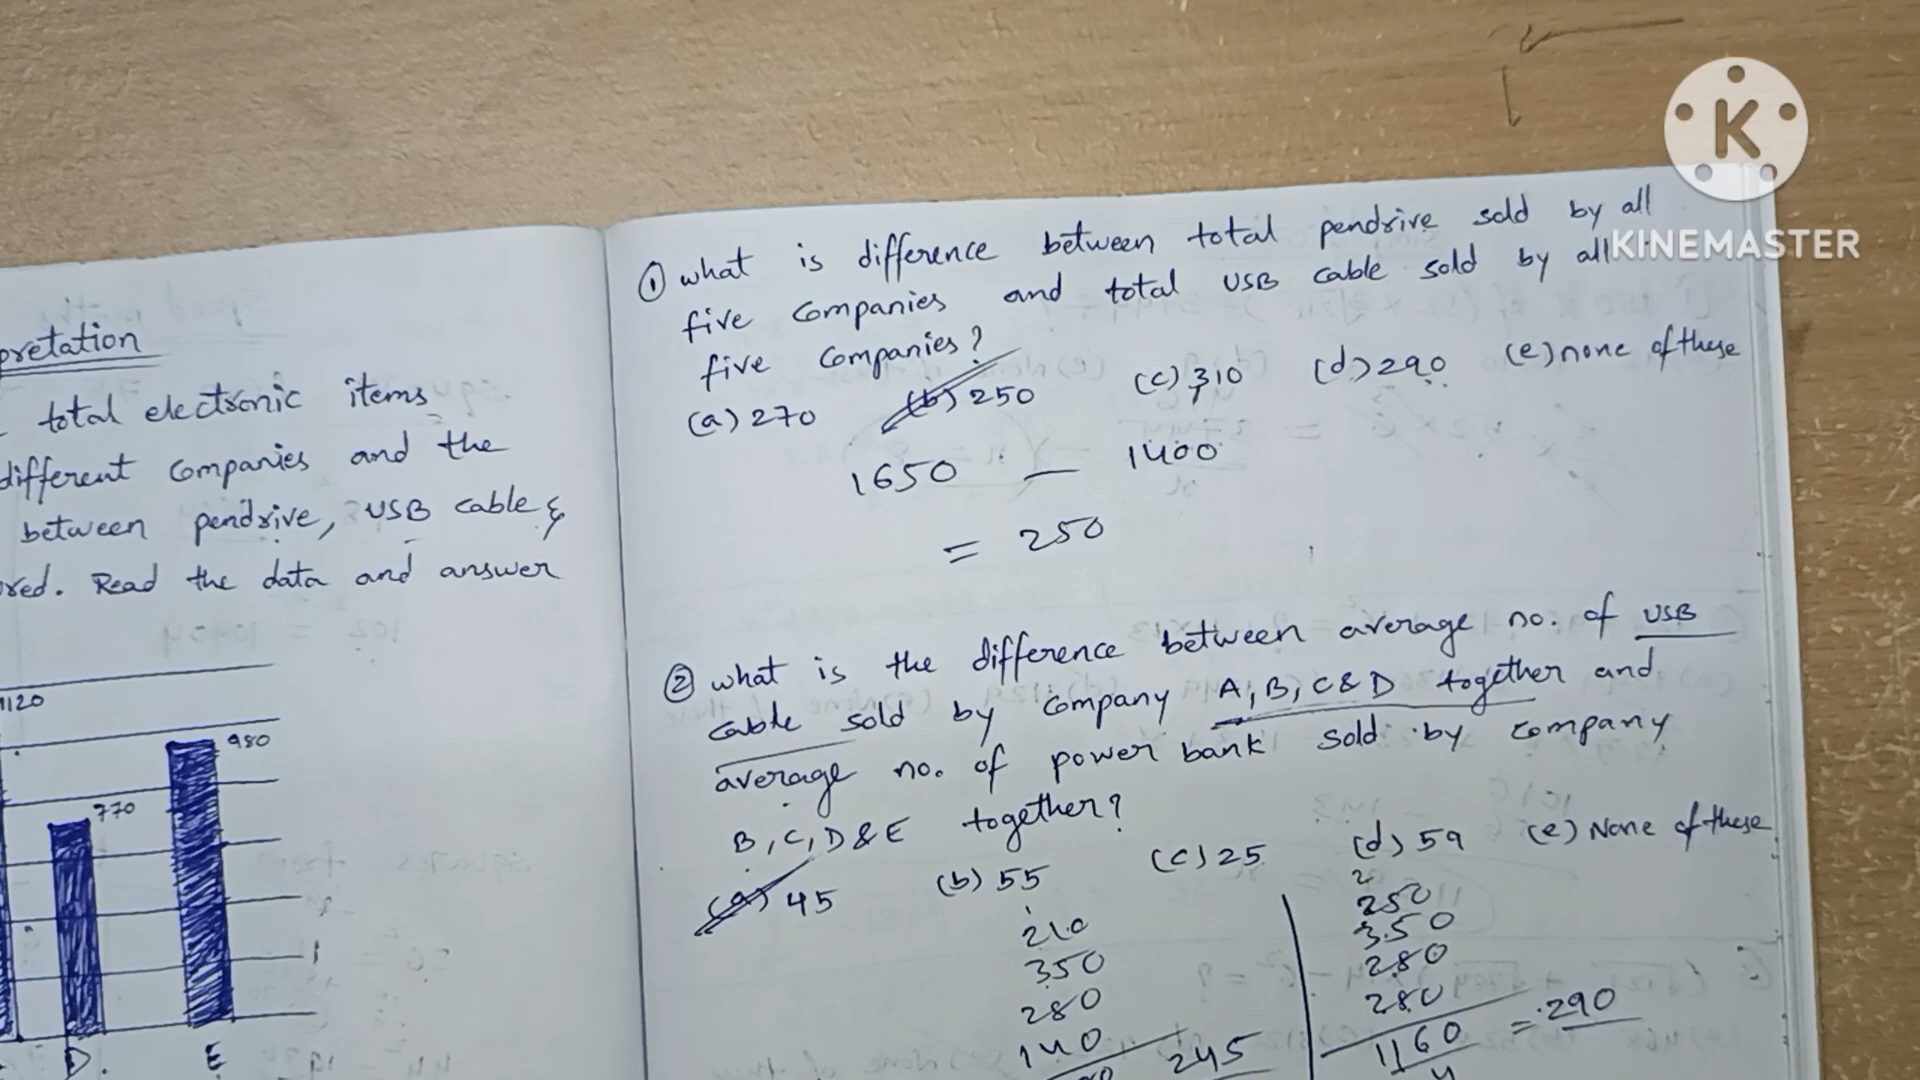 KINEMASTER
pretation
total electronic items
different companies and the
between pendrive, USB cable &
red. Read the data and answer
1120
980
770
D.
E
① what is difference between total pendrive sold by all
five companies and total USB cable sold by all
five companies?
(a) 270 (b) 250 (c) 310 (d) 290 (e) none of these
1650 — 1400
= 250
② what is the difference between average no. of USB
cable sold by company A, B, C & D together and
average no. of power bank sold by company
B, C, D & E together?
(a) 45 (b) 55 (c) 25 (d) 59 (e) None of these
210
350
280
140
245
2
250
350
280
280
1160 = 290
4